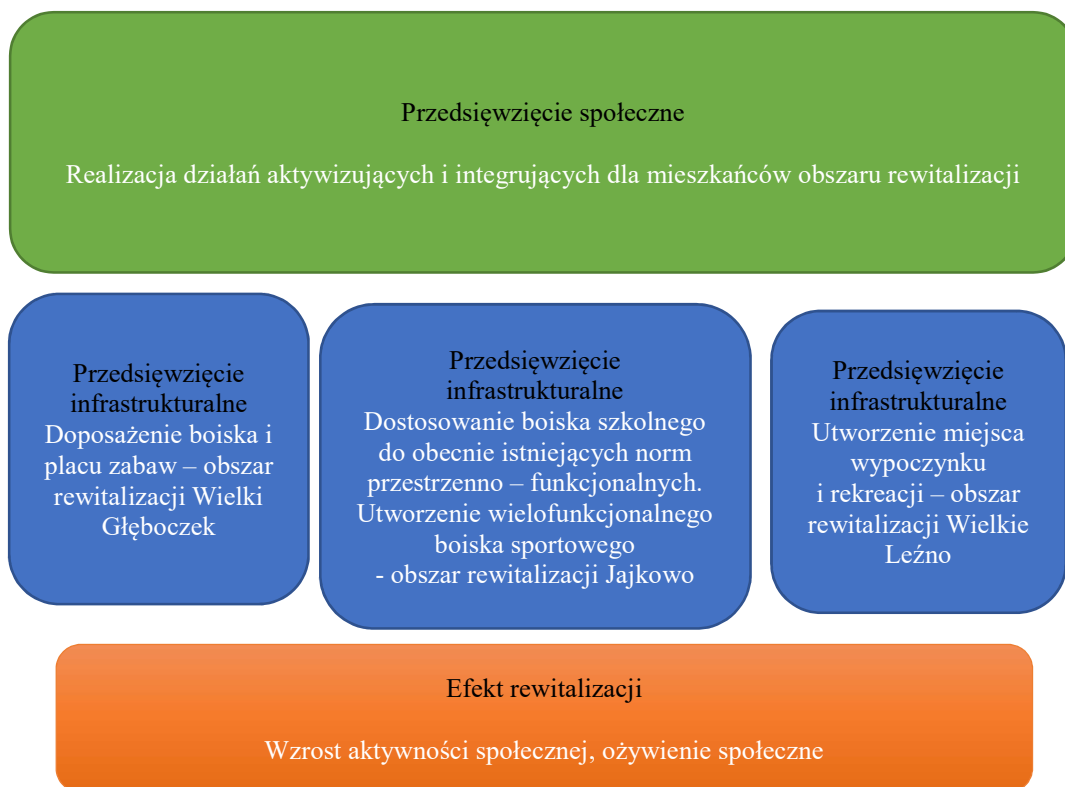 Przedsięwzięcie społeczne
Realizacja działań aktywizujących i integrujących dla mieszkańców obszaru rewitalizacji
Przedsięwzięcie
infrastrukturalne
Doposażenie boiska i
placu zabaw – obszar
rewitalizacji Wielki
Głęboczek
Przedsięwzięcie
infrastrukturalne
Dostosowanie boiska szkolnego
do obecnie istniejących norm
przestrzenno – funkcjonalnych.
Utworzenie wielofunkcjonalnego
boiska sportowego
- obszar rewitalizacji Jajkowo
Przedsięwzięcie
infrastrukturalne
Utworzenie miejsca
wypoczynku
i rekreacji – obszar
rewitalizacji Wielkie
Leźno
Efekt rewitalizacji
Wzrost aktywności społecznej, ożywienie społeczne